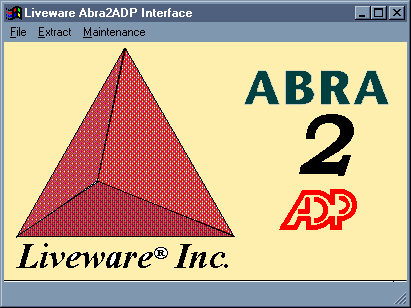 Liveware Abra2ADP Interface
File Extract Maintenance
ABRA
2
ADP
Liveware® Inc.